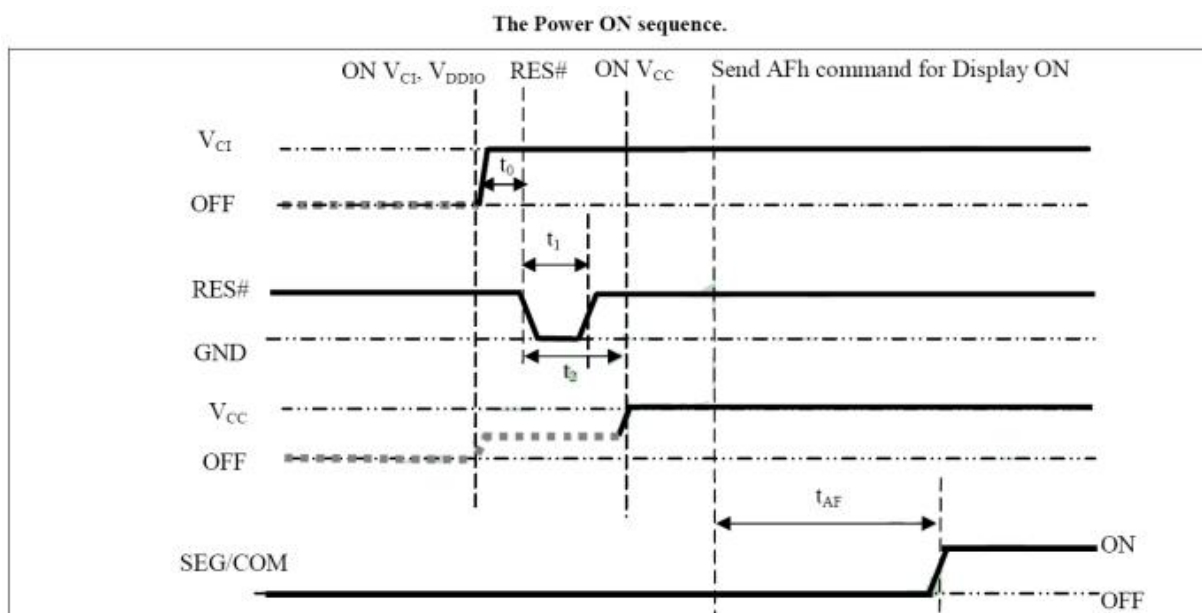 The Power ON sequence.
ON V_CI, V_DDIO RES# ON V_CC Send AFh command for Display ON
V_CI
t_0
OFF
t_1
RES#
GND
t_2
V_CC
OFF
t_AF
SEG/COM
ON
OFF